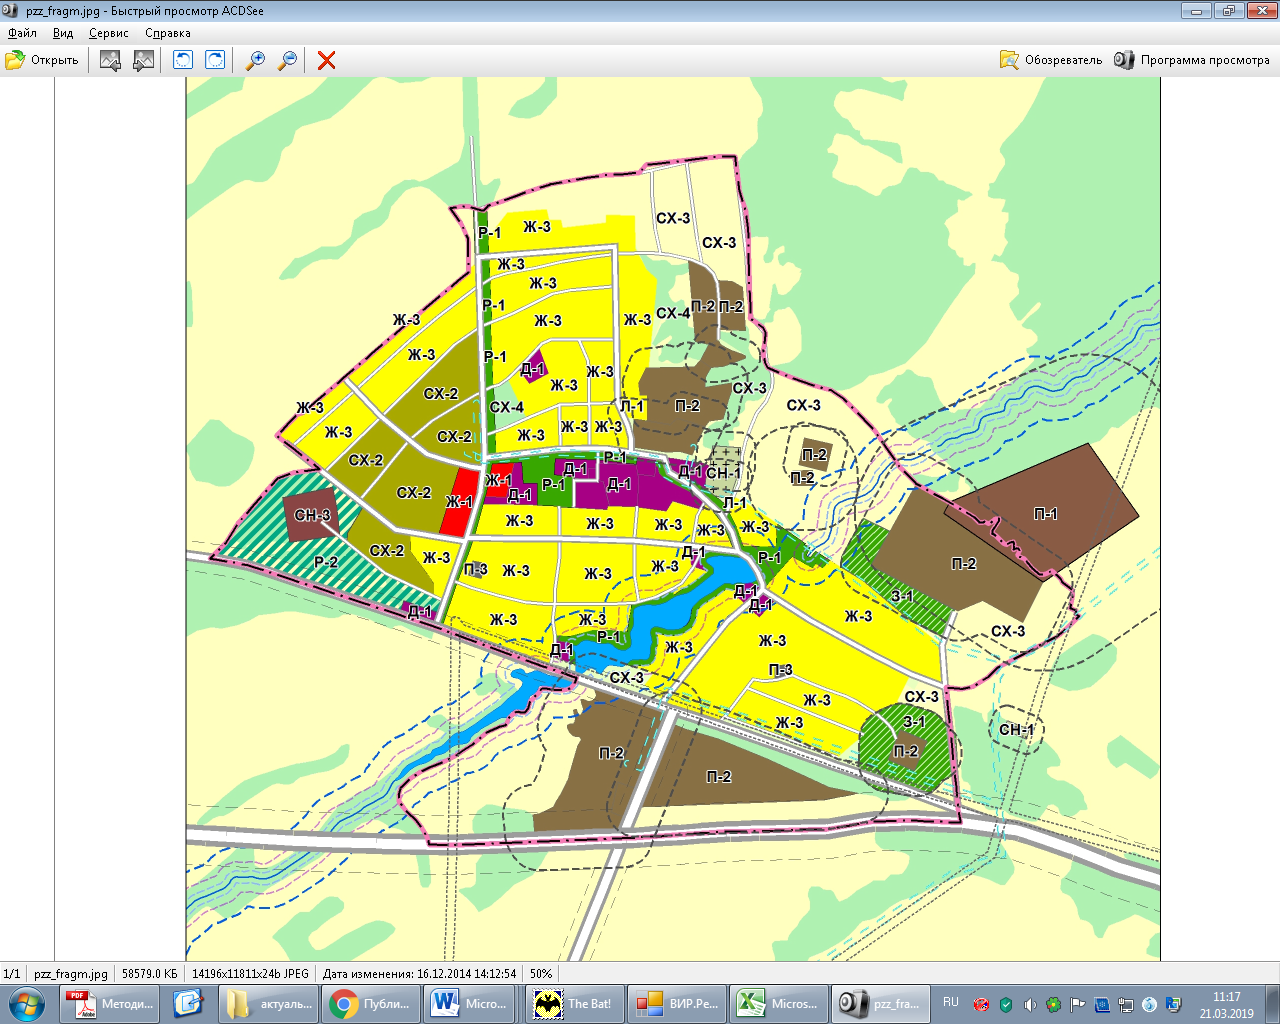 pzz_fragm.jpg - Быстрый просмотр ACDSee
Файл Вид Сервис Справка
Открыть Обозреватель Программа просмотра
СХ-3
Р-1 Ж-3
СХ-3
Ж-3
Ж-3
Р-1 СХ-4 П-2 П-2
Ж-3 Ж-3 Ж-3
Ж-3 Р-1
Д-1 Ж-3
Ж-3 СХ-3
СХ-2
Ж-3 СХ-4 Л-1 П-2 СХ-3
Ж-3 Ж-3 Ж-3 Ж-3
СХ-2
СХ-2 Р-1 П-2
Д-1 Д-1 СН-1
Ж-1 Р-1 Д-1 П-2
СХ-2 Ж-1 Д-1
Л-1
СН-3 П-1
Ж-3 Ж-3 Ж-3 Ж-3 Ж-3
СХ-2 Ж-3 Д-1 Р-1
Р-2 П-3 Ж-3 Ж-3 Ж-3 П-2
Д-1 З-1
Д-1 Д-1
Ж-3 Ж-3 Ж-3
Р-1 Ж-3 СХ-3
Д-1 Ж-3
СХ-3 П-3
Ж-3 СХ-3
Ж-3 З-1 СН-1
П-2 П-2
П-2
1/1 pzz_fragm.jpg 58579.0 КБ 14196x11811x24b JPEG Дата изменения: 16.12.2014 14:12:54 50%
Методи... актуаль... Публи... Micro... The Bat! ВИР.Ре... Micros... pzz_fra... RU 11:17
21.03.2019